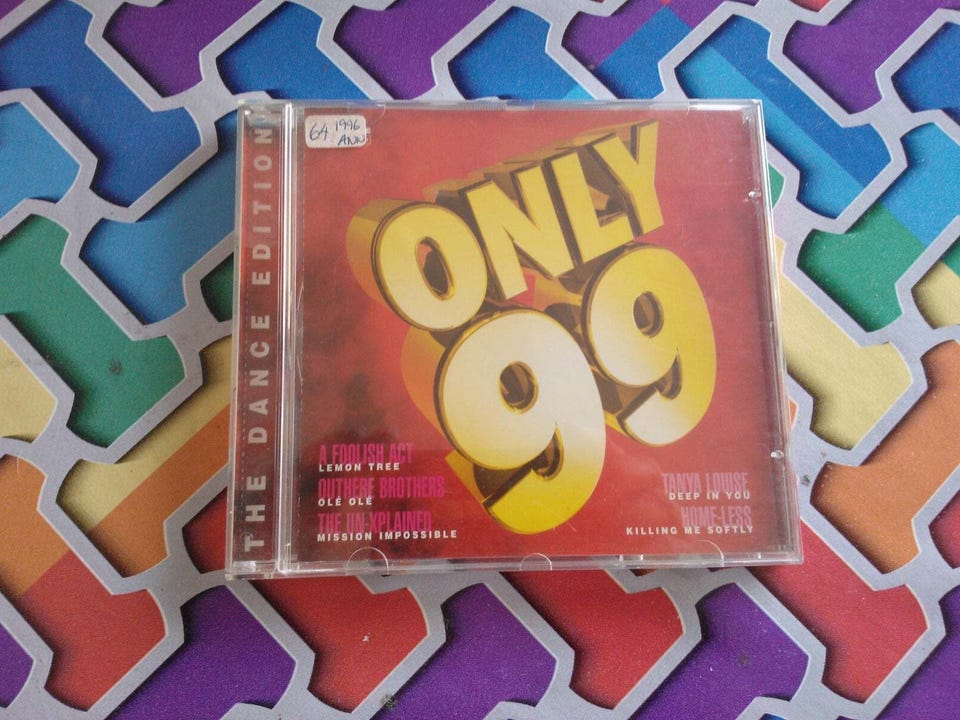 THE DANCE EDITION
64 1996
ANN
ONLY
99
A FOOLISH ACT
LEMON TREE
OUTHERE BROTHERS
OLÉ OLÉ
THE UN-XPLAINED
MISSION IMPOSSIBLE
TANYA LOUISE
DEEP IN YOU
HOME-LESS
KILLING ME SOFTLY